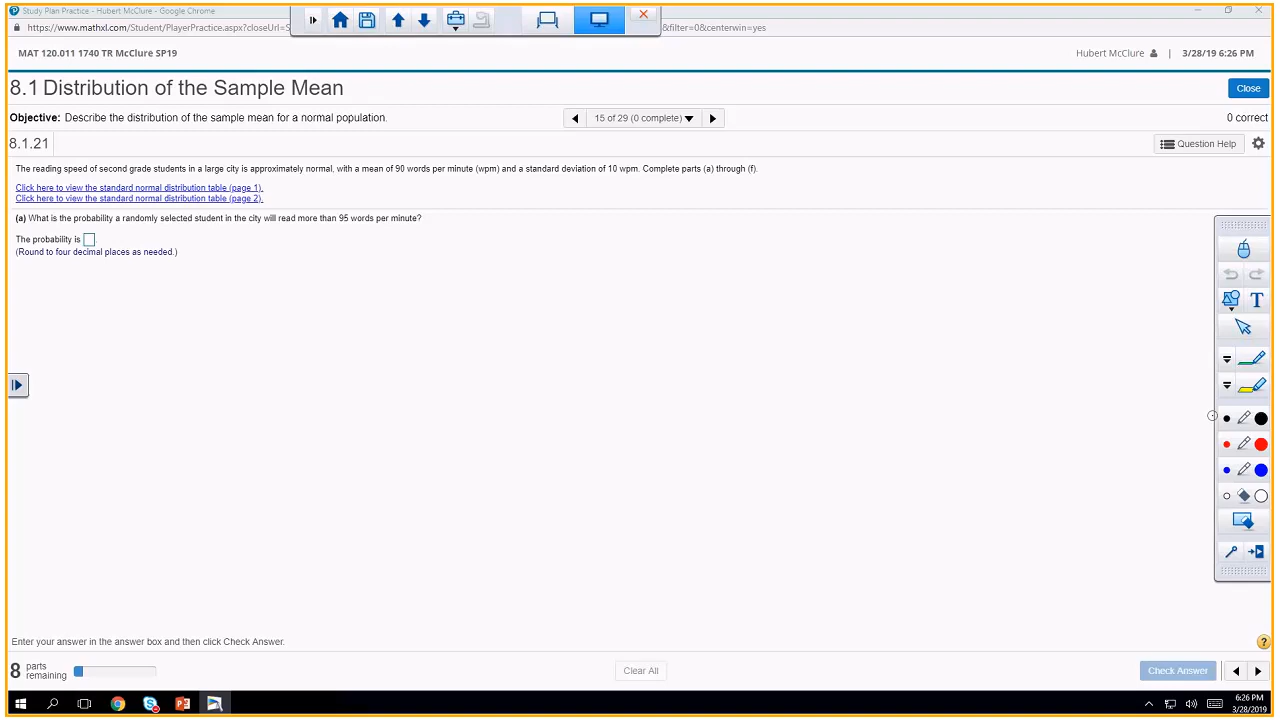 Study Plan Practice - Hubert McClure - Google Chrome
https://www.mathxl.com/Student/PlayerPractice.aspx?closeUrl=S
&filter=0&centerwin=yes
MAT 120.011 1740 TR McClure SP19
Hubert McClure | 3/28/19 6:26 PM
8.1 Distribution of the Sample Mean
Close
Objective: Describe the distribution of the sample mean for a normal population.
15 of 29 (0 complete)
0 correct
8.1.21
Question Help
The reading speed of second grade students in a large city is approximately normal, with a mean of 90 words per minute (wpm) and a standard deviation of 10 wpm. Complete parts (a) through (f).
Click here to view the standard normal distribution table (page 1).
Click here to view the standard normal distribution table (page 2).
(a) What is the probability a randomly selected student in the city will read more than 95 words per minute?
The probability is
(Round to four decimal places as needed.)
T
Enter your answer in the answer box and then click Check Answer.
?
8 parts
remaining
Clear All
Check Answer
6:26 PM
3/28/2019